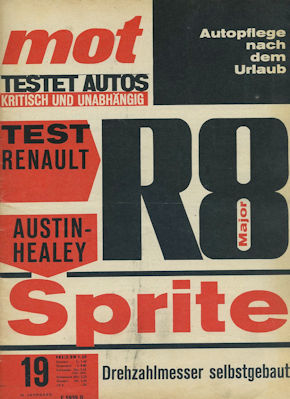 mot
Autopflege
nach
dem
Urlaub
TESTET AUTOS
KRITISCH UND UNABHÄNGIG
TEST
RENAULT
R8
Major
AUSTIN-
HEALEY
Sprite
19
Drehzahlmesser selbstgebaut